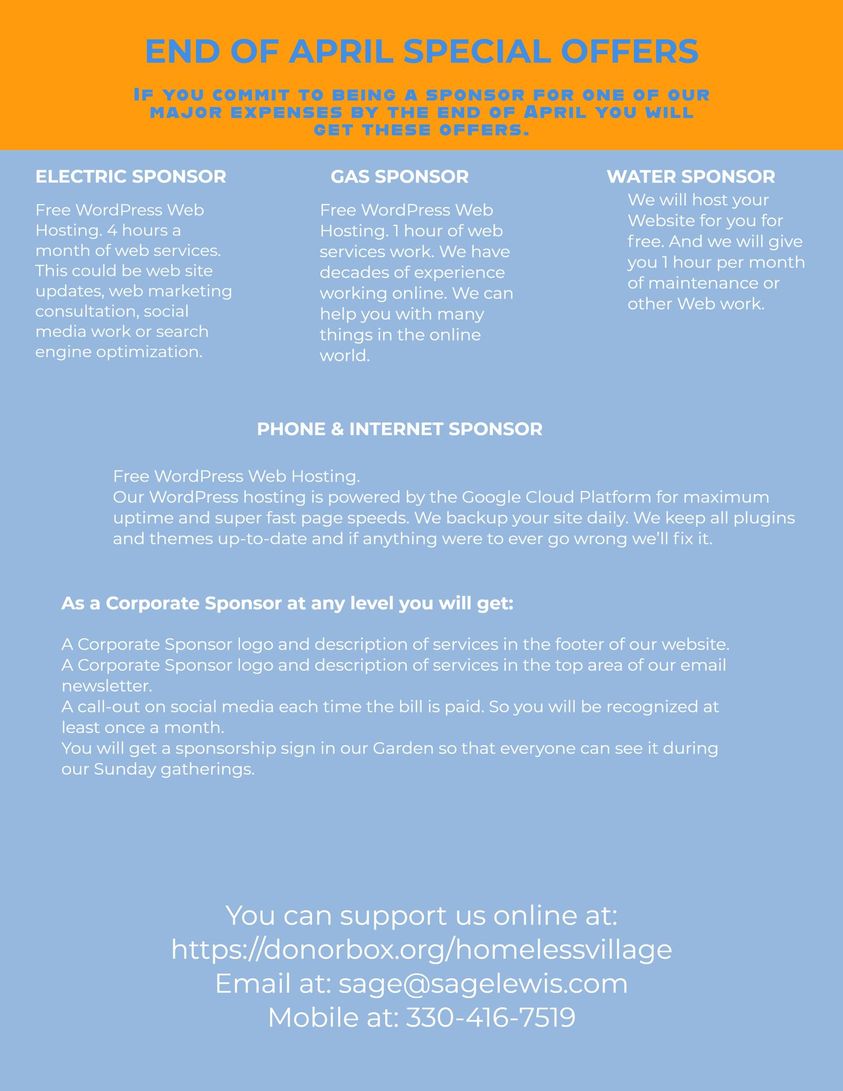 END OF APRIL SPECIAL OFFERS
If you commit to being a sponsor for one of our
major expenses by the end of April you will
get these offers.
ELECTRIC SPONSOR
Free WordPress Web
Hosting. 4 hours a
month of web services.
This could be web site
updates, web marketing
consultation, social
media work or search
engine optimization.
GAS SPONSOR
Free WordPress Web
Hosting. 1 hour of web
services work. We have
decades of experience
working online. We can
help you with many
things in the online
world.
WATER SPONSOR
We will host your
Website for you for
free. And we will give
you 1 hour per month
of maintenance or
other Web work.
PHONE & INTERNET SPONSOR
Free WordPress Web Hosting.
Our WordPress hosting is powered by the Google Cloud Platform for maximum
uptime and super fast page speeds. We backup your site daily. We keep all plugins
and themes up-to-date and if anything were to ever go wrong we'll fix it.
As a Corporate Sponsor at any level you will get:
A Corporate Sponsor logo and description of services in the footer of our website.
A Corporate Sponsor logo and description of services in the top area of our email
newsletter.
A call-out on social media each time the bill is paid. So you will be recognized at
least once a month.
You will get a sponsorship sign in our Garden so that everyone can see it during
our Sunday gatherings.
You can support us online at:
https://donorbox.org/homelessvillage
Email at: sage@sagelewis.com
Mobile at: 330-416-7519